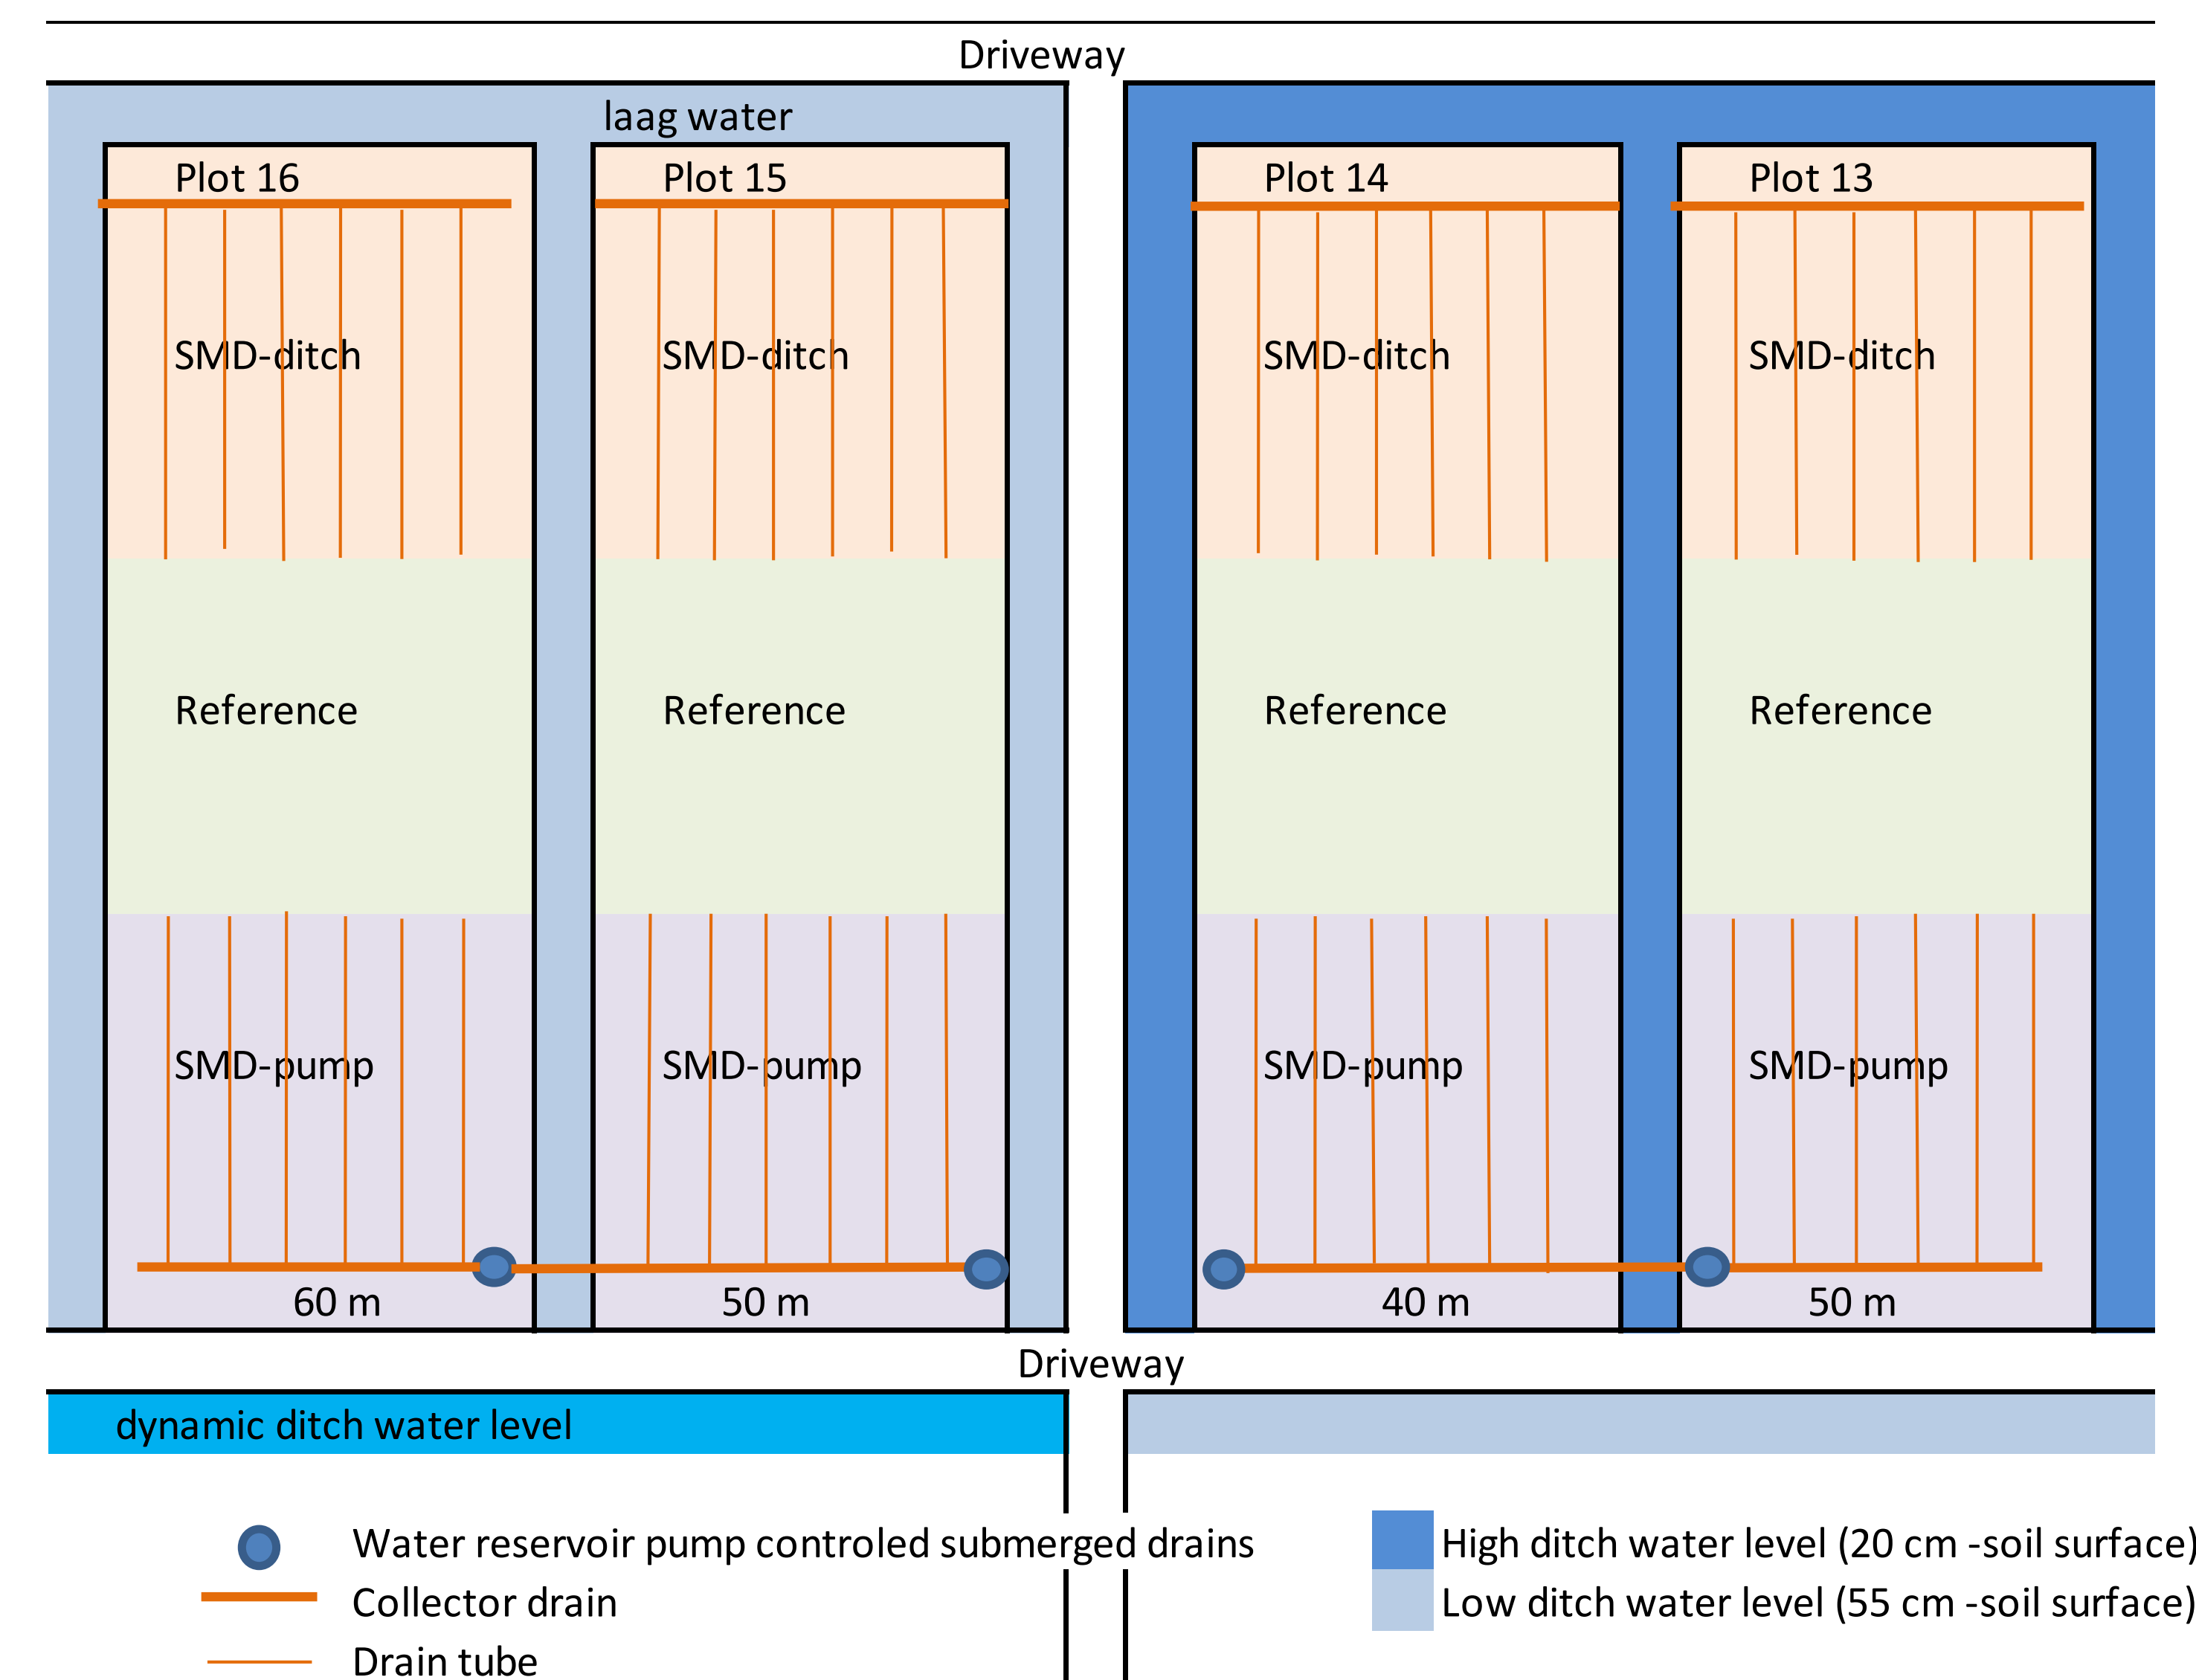 Driveway
laag water
Plot 16
Plot 15
Plot 14
Plot 13
SMD-ditch
SMD-ditch
SMD-ditch
SMD-ditch
Reference
Reference
Reference
Reference
SMD-pump
SMD-pump
SMD-pump
SMD-pump
60 m
50 m
40 m
50 m
Driveway
dynamic ditch water level
Water reservoir pump controled submerged drains
Collector drain
Drain tube
High ditch water level (20 cm -soil surface)
Low ditch water level (55 cm -soil surface)